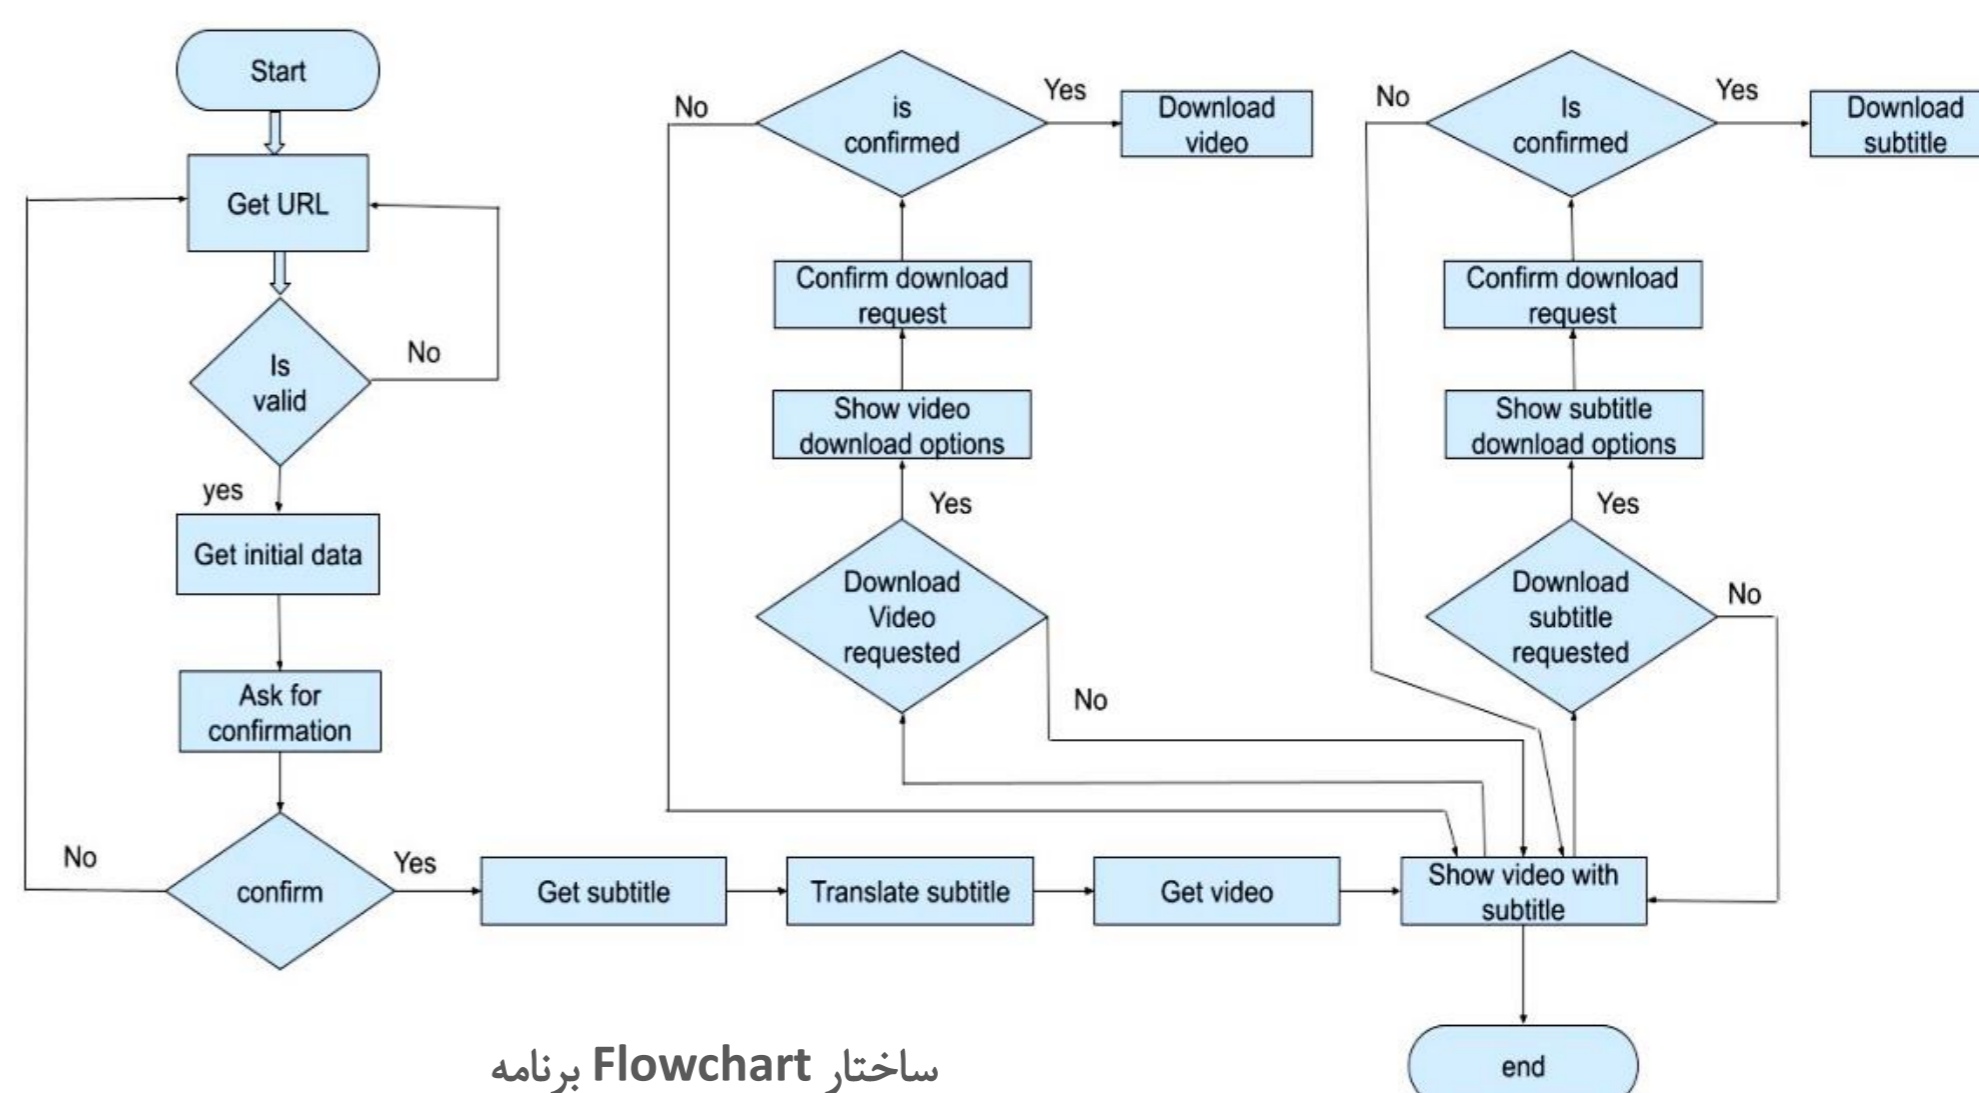 Start
Get URL
Is
valid
No
yes
Get initial data
Ask for
confirmation
confirm
No
Yes
Get subtitle
Translate subtitle
Get video
Show video with
subtitle
end
Download
Video
requested
No
Yes
Show video
download options
Confirm download
request
is
confirmed
No
Yes
Download
video
Download
subtitle
requested
No
Yes
Show subtitle
download options
Confirm download
request
Is
confirmed
No
Yes
Download
subtitle
ساختار Flowchart برنامه